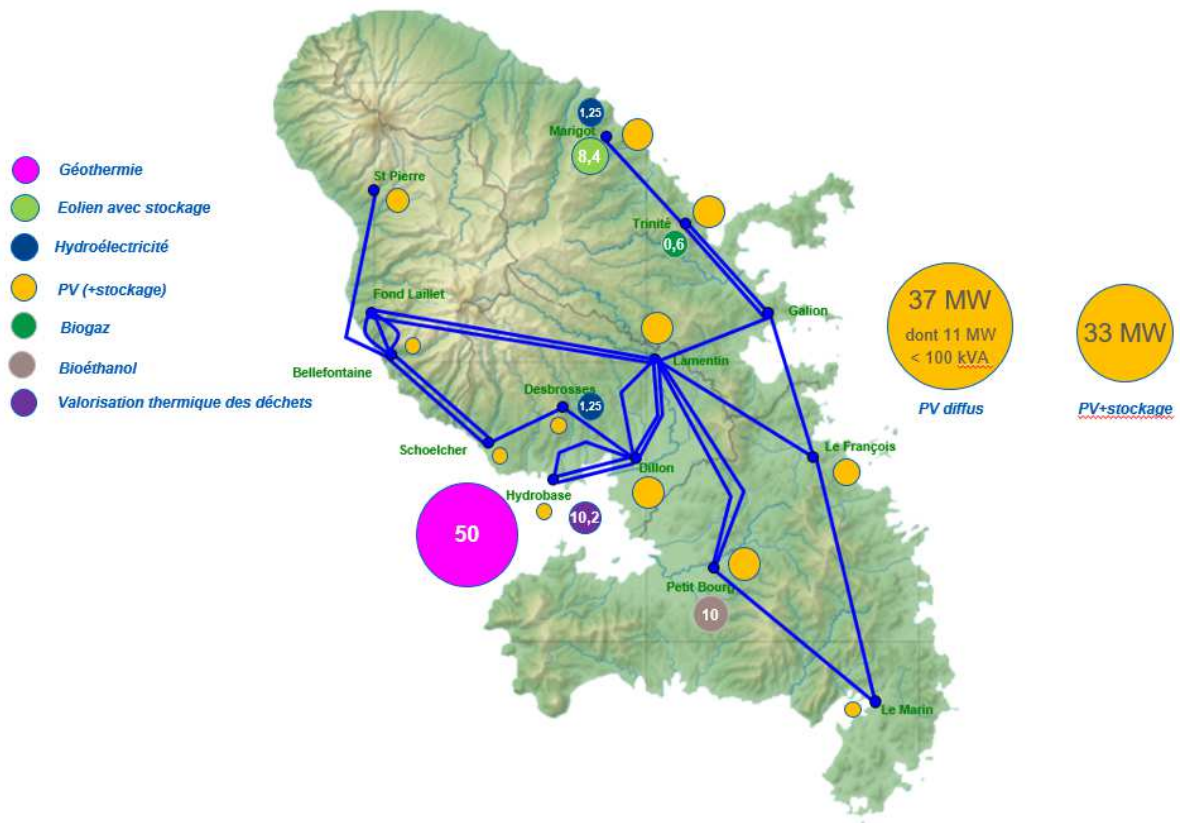 Géothermie
Eolien avec stockage
Hydroélectricité
PV (+stockage)
Biogaz
Bioéthanol
Valorisation thermique des déchets
1,25
Marigot
8,4
St Pierre
Trinité
0,6
Fond Laillet
Galion
Lamentin
Bellefontaine
Desbrosses
1,25
Schoelcher
Le François
Dillon
Hydrobase
10,2
50
Petit Bourg
10
Le Marin
37 MW
dont 11 MW
< 100 kVA
PV diffus
33 MW
PV+stockage